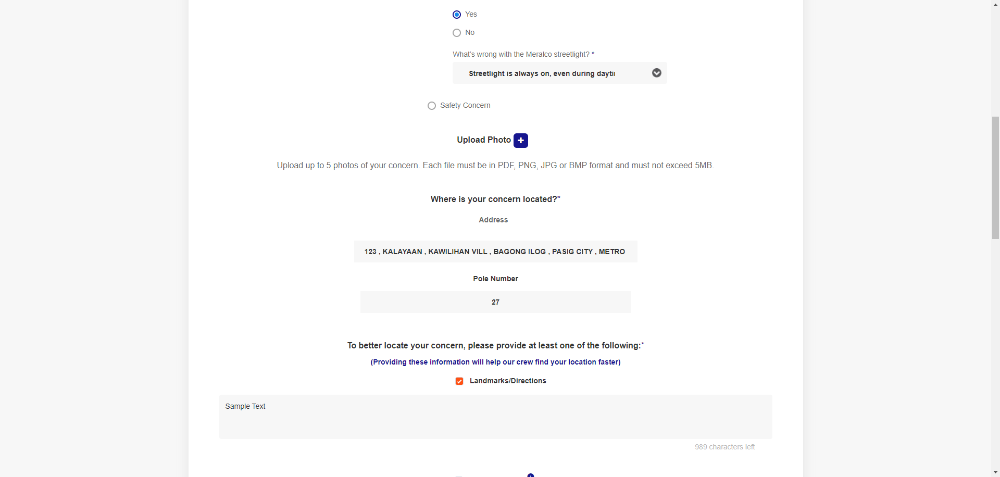 Yes
No
What's wrong with the Meralco streetlight? *
Streetlight is always on, even during dayti
Safety Concern
Upload Photo
Upload up to 5 photos of your concern. Each file must be in PDF, PNG, JPG or BMP format and must not exceed 5MB.
Where is your concern located?*
Address
123 , KALAYAAN , KAWILIHAN VILL , BAGONG ILOG , PASIG CITY , METRO
Pole Number
27
To better locate your concern, please provide at least one of the following:*
(Providing these information will help our crew find your location faster)
Landmarks/Directions
Sample Text
989 characters left